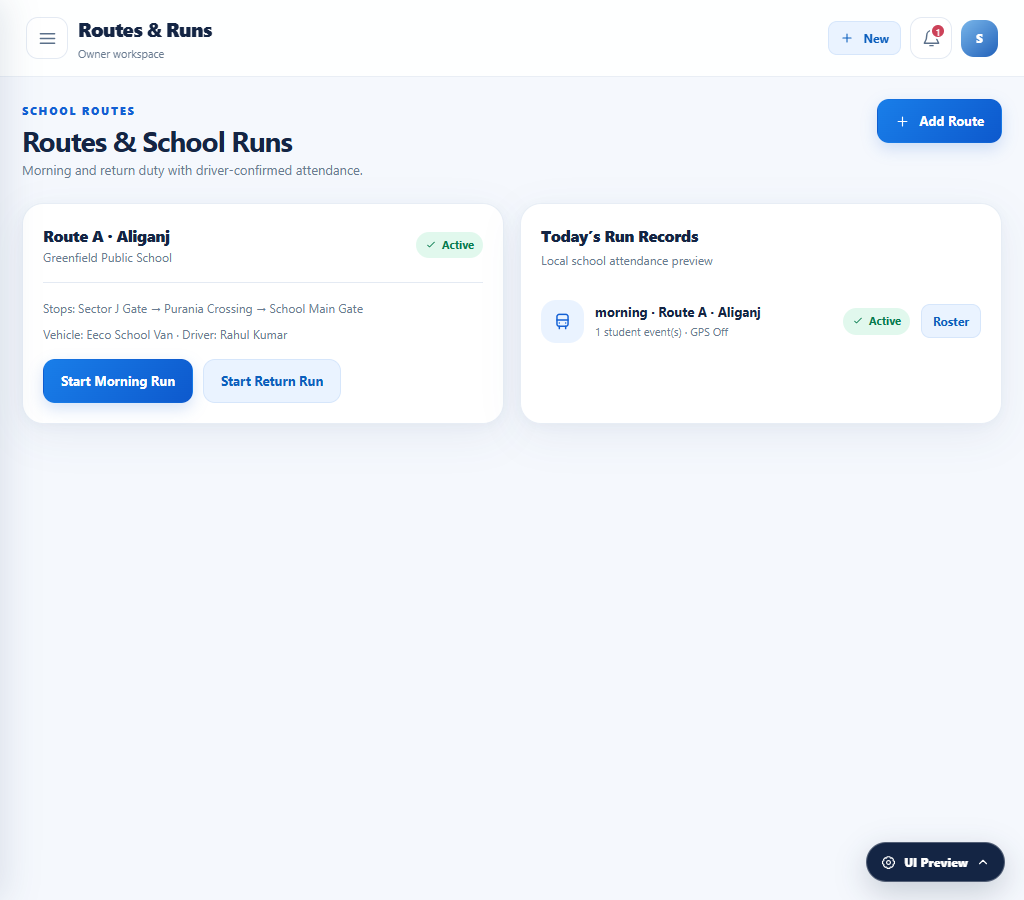 Routes & Runs
Owner workspace
New
1
S
SCHOOL ROUTES
Routes & School Runs
Morning and return duty with driver-confirmed attendance.
Add Route
Route A · Aliganj
Greenfield Public School
Active
Stops: Sector J Gate → Purania Crossing → School Main Gate
Vehicle: Eeco School Van · Driver: Rahul Kumar
Start Morning Run
Start Return Run
Today's Run Records
Local school attendance preview
morning · Route A · Aliganj
1 student event(s) · GPS Off
Active
Roster
UI Preview